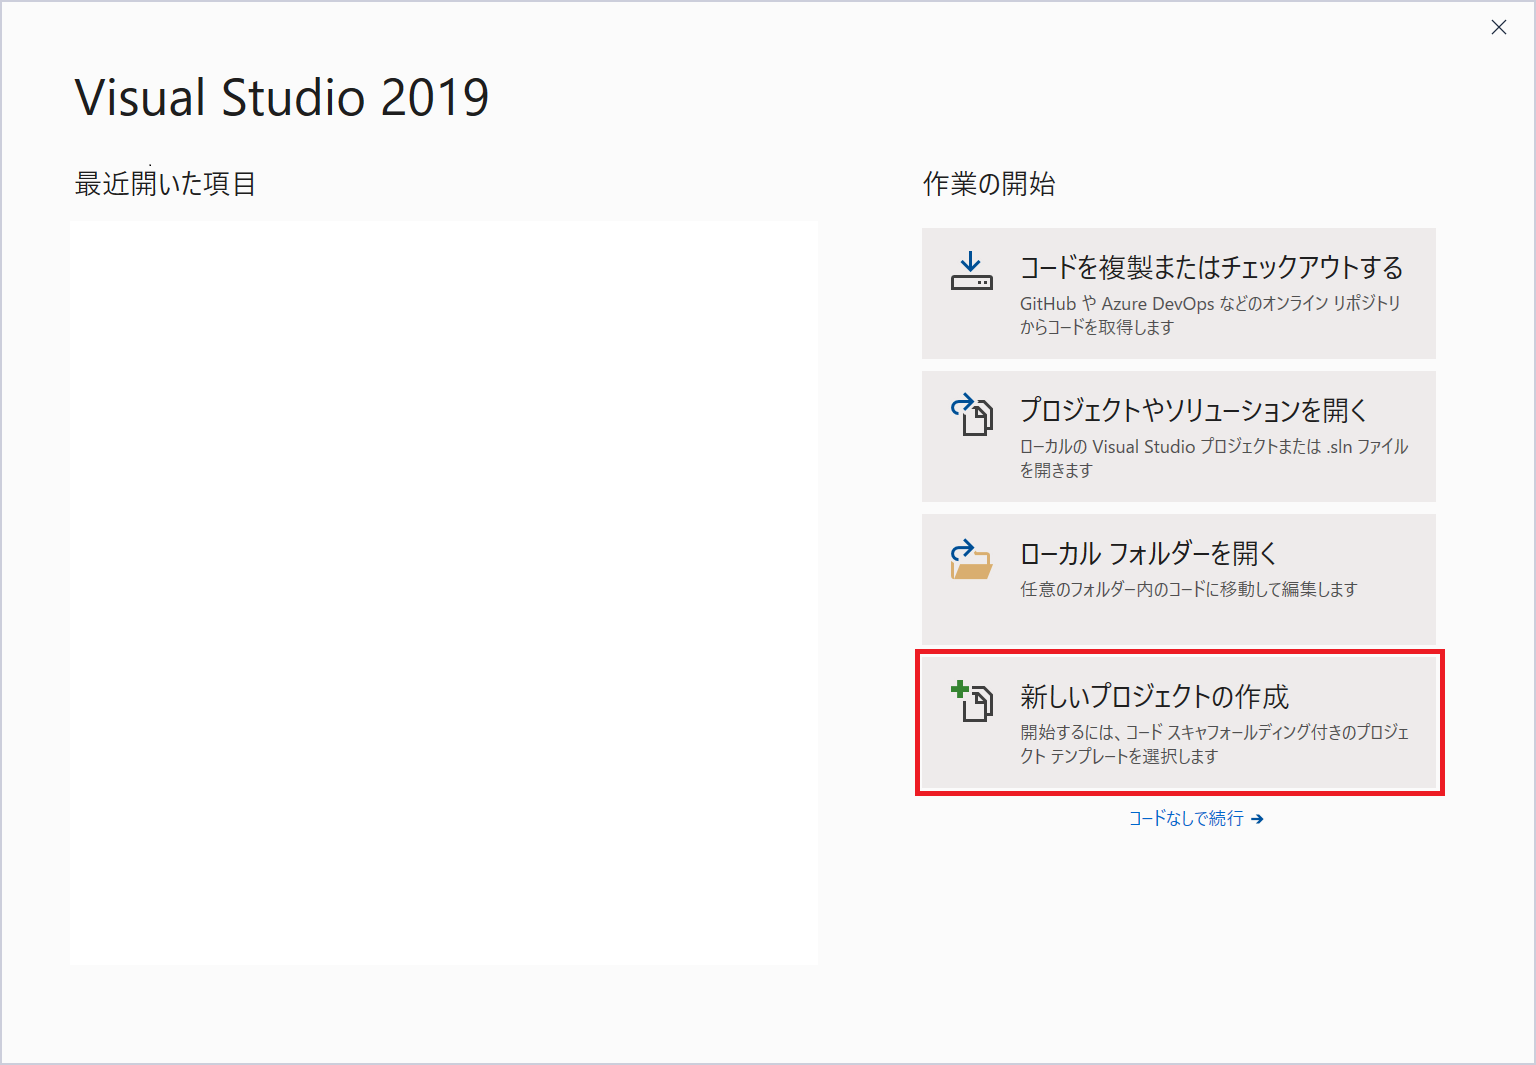 Visual Studio 2019
最近開いた項目
作業の開始
コードを複製またはチェックアウトする
GitHub や Azure DevOps などのオンライン リポジトリ
からコードを取得します
プロジェクトやソリューションを開く
ローカルの Visual Studio プロジェクトまたは .sln ファイル
を開きます
ローカル フォルダーを開く
任意のフォルダー内のコードに移動して編集します
新しいプロジェクトの作成
開始するには、コード スキャフォールディング付きのプロジェ
クト テンプレートを選択します
コードなしで続行 →